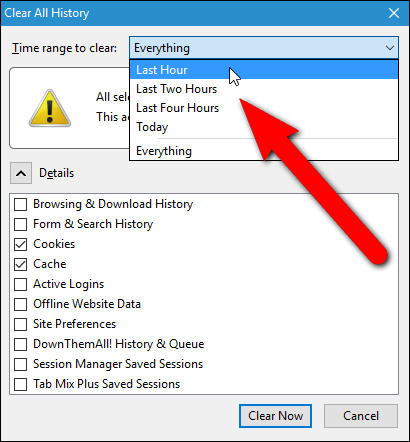 Clear All History
Time range to clear: Everything
Last Hour
Last Two Hours
All sele
Last Four Hours
This a
Today
Everything
Details
Browsing & Download History
Form & Search History
Cookies
Cache
Active Logins
Offline Website Data
Site Preferences
DownThemAll! History & Queue
Session Manager Saved Sessions
Tab Mix Plus Saved Sessions
Clear Now Cancel